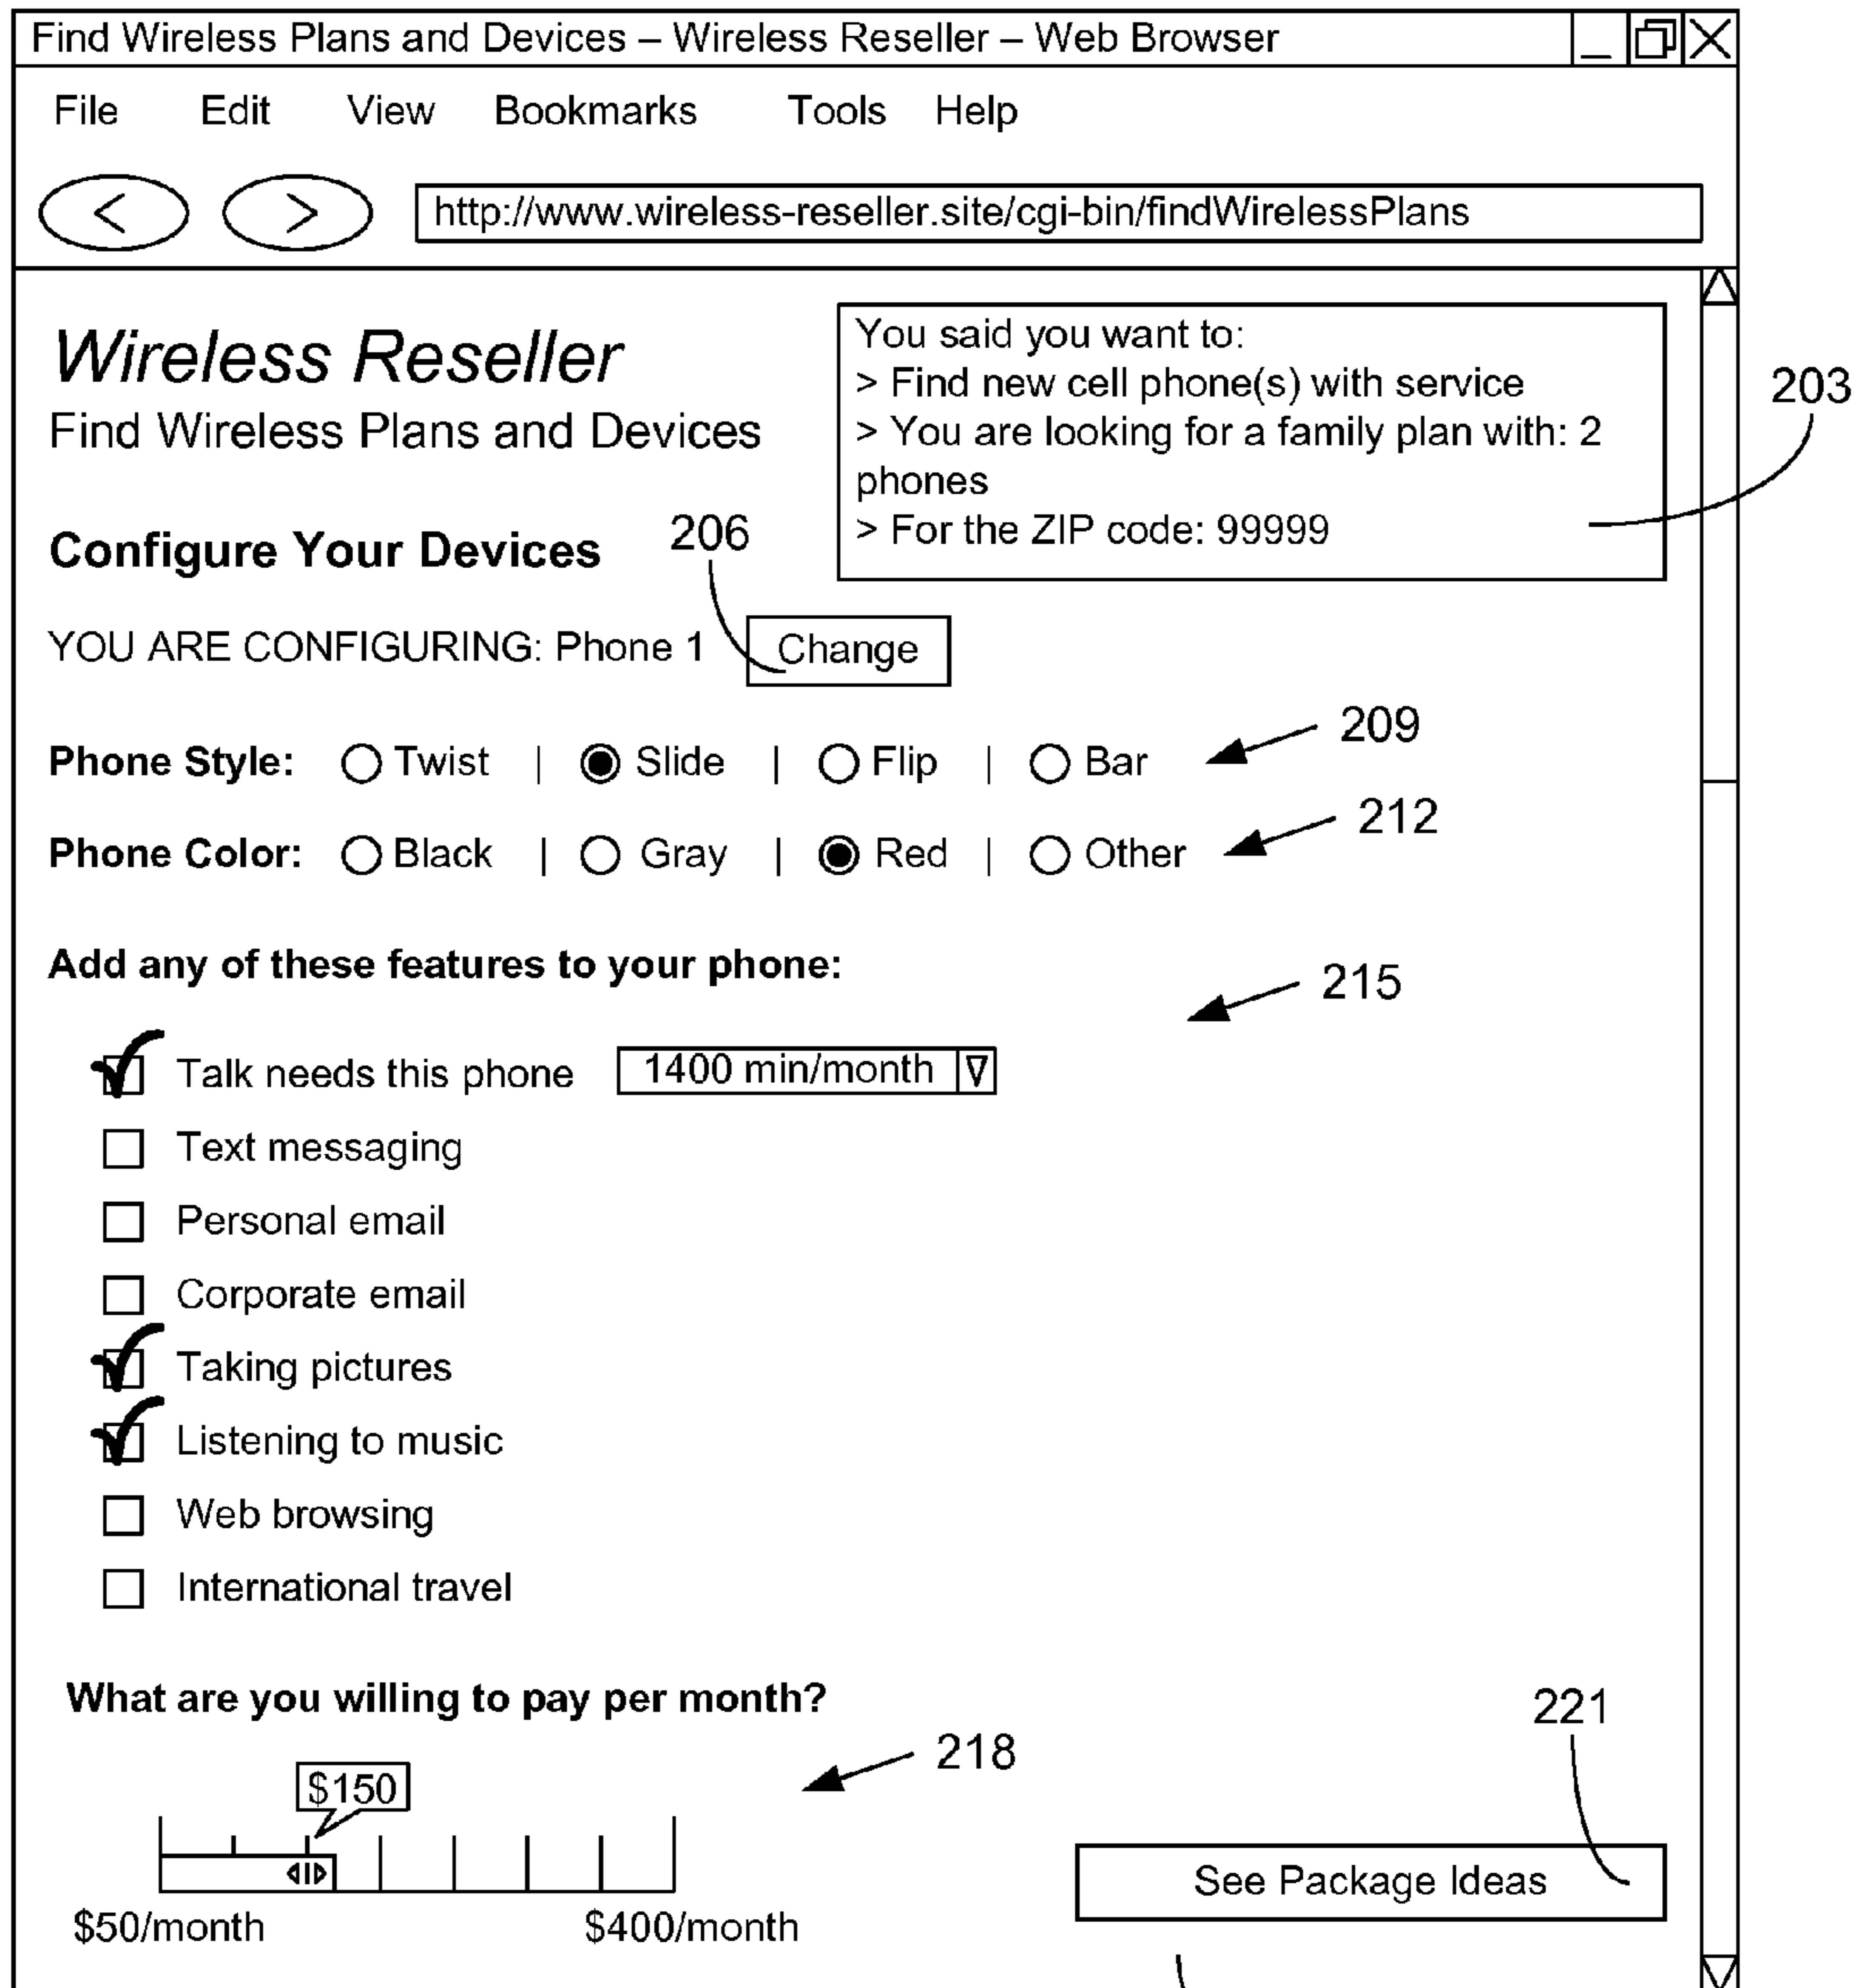 Find Wireless Plans and Devices – Wireless Reseller – Web Browser
File Edit View Bookmarks Tools Help
< > http://www.wireless-reseller.site/cgi-bin/findWirelessPlans
Wireless Reseller
Find Wireless Plans and Devices
You said you want to:
> Find new cell phone(s) with service
> You are looking for a family plan with: 2
phones
> For the ZIP code: 99999
203
Configure Your Devices
206
YOU ARE CONFIGURING: Phone 1 Change
209
Phone Style: Twist | Slide | Flip | Bar
212
Phone Color: Black | Gray | Red | Other
Add any of these features to your phone:
215
Talk needs this phone 1400 min/month
Text messaging
Personal email
Corporate email
Taking pictures
Listening to music
Web browsing
International travel
What are you willing to pay per month?
221
218
$150
See Package Ideas
$50/month $400/month